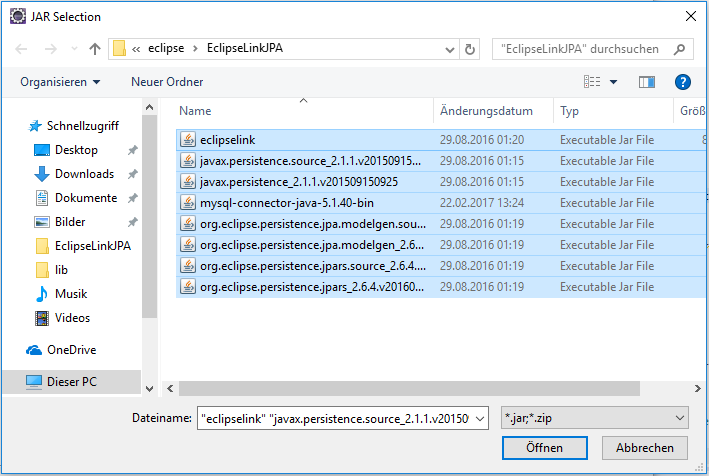 JAR Selection
« eclipse > EclipseLinkJPA
"EclipseLinkJPA" durchsuchen
Organisieren Neuer Ordner
Name Änderungsdatum Typ Größ
Schnellzugriff
Desktop
Downloads
Dokumente
Bilder
EclipseLinkJPA
lib
Musik
Videos
OneDrive
Dieser PC
eclipselink 29.08.2016 01:20 Executable Jar File 8
javax.persistence.source_2.1.1.v20150915... 29.08.2016 01:15 Executable Jar File
javax.persistence_2.1.1.v201509150925 29.08.2016 01:15 Executable Jar File
mysql-connector-java-5.1.40-bin 22.02.2017 13:24 Executable Jar File
org.eclipse.persistence.jpa.modelgen.sou... 29.08.2016 01:19 Executable Jar File
org.eclipse.persistence.jpa.modelgen_2.6... 29.08.2016 01:19 Executable Jar File
org.eclipse.persistence.jpars.source_2.6.4.... 29.08.2016 01:19 Executable Jar File
org.eclipse.persistence.jpars_2.6.4.v20160... 29.08.2016 01:19 Executable Jar File
Dateiname: "eclipselink" "javax.persistence.source_2.1.1.v20150 *.jar;*.zip
Öffnen Abbrechen